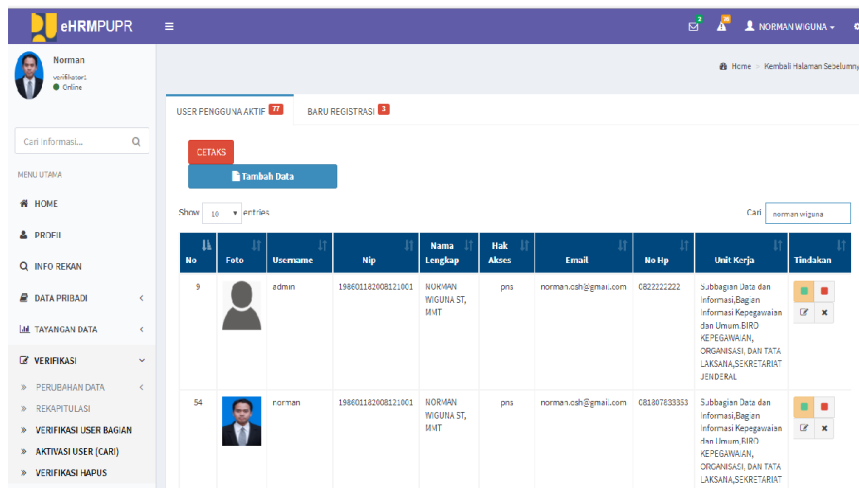 eHRMPUPR
2
NORMAN WIGUNA
Norman
verifikator1
Online
Home > Kembali Halaman Sebelumny
USER PENGGUNA AKTIF 77
BARU REGISTRASI 3
Cari informasi...
CETAKS
Tambah Data
MENU UTAMA
HOME
PROFIL
INFO REKAN
DATA PRIBADI
TAYANGAN DATA
VERIFIKASI
PERUBAHAN DATA
REKAPITULASI
VERIFIKASI USER BAGIAN
AKTIVASI USER (CARI)
VERIFIKASI HAPUS
Show 10 entries
Cari norman wiguna
No Foto Username Nip Nama Lengkap Hak Akses Email No Hp Unit Kerja Tindakan
9 admin 198601182008121001 NORMAN WIGUNA ST, MMT pns norman.csh@gmail.com 0822222222
Subbagian Data dan
Informasi,Bagian
Informasi Kepegawaian
dan Umum,BIRO
KEPEGAWAIAN,
ORGANISASI, DAN TATA
LAKSANA,SEKRETARIAT
JENDERAL
54 norman 198601182008121001 NORMAN WIGUNA ST, MMT pns norman.csh@gmail.com 081807833353
Subbagian Data dan
Informasi,Bagian
Informasi Kepegawaian
dan Umum,BIRO
KEPEGAWAIAN,
ORGANISASI, DAN TATA
LAKSANA,SEKRETARIAT